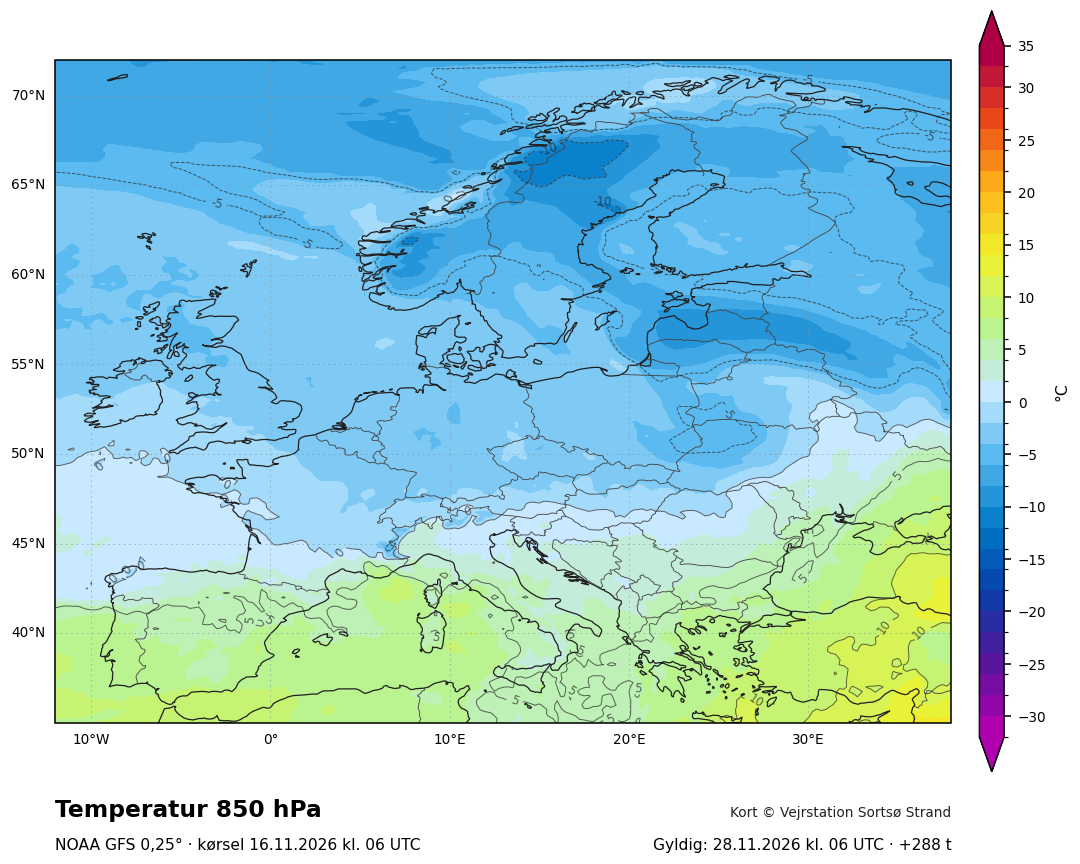 70°N
65°N
60°N
55°N
50°N
45°N
40°N
10°W 0° 10°E 20°E 30°E
35
30
25
20
15
10
5
0
−5
−10
−15
−20
−25
−30
°C
Temperatur 850 hPa
Kort © Vejrstation Sortsø Strand
NOAA GFS 0,25° · kørsel 16.11.2026 kl. 06 UTC
Gyldig: 28.11.2026 kl. 06 UTC · +288 t